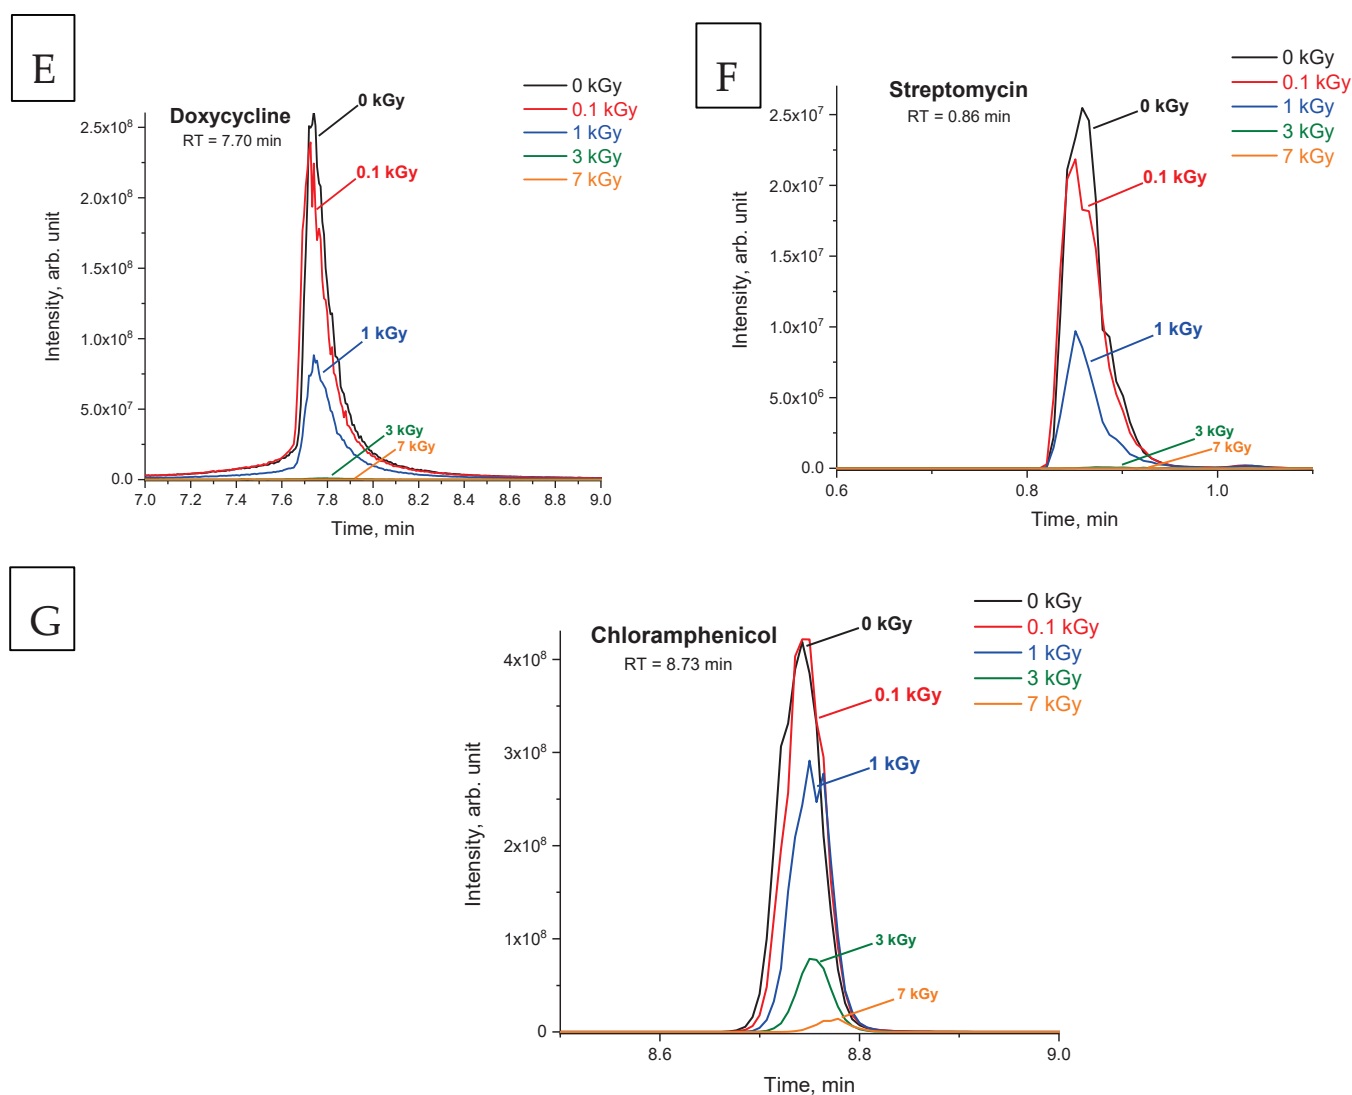 E
Doxycycline
RT = 7.70 min
0 kGy
0.1 kGy
1 kGy
3 kGy
7 kGy
0 kGy
0.1 kGy
1 kGy
3 kGy
7 kGy
Intensity, arb. unit
2.5x10⁸
2.0x10⁸
1.5x10⁸
1.0x10⁸
5.0x10⁷
0.0
7.0 7.2 7.4 7.6 7.8 8.0 8.2 8.4 8.6 8.8 9.0
Time, min
F
Streptomycin
RT = 0.86 min
0 kGy
0.1 kGy
1 kGy
3 kGy
7 kGy
0 kGy
0.1 kGy
1 kGy
3 kGy
7 kGy
Intensity, arb. unit
2.5x10⁷
2.0x10⁷
1.5x10⁷
1.0x10⁷
5.0x10⁶
0.0
0.6 0.8 1.0
Time, min
G
Chloramphenicol
RT = 8.73 min
0 kGy
0.1 kGy
1 kGy
3 kGy
7 kGy
0 kGy
0.1 kGy
1 kGy
3 kGy
7 kGy
Intensity, arb. unit
4x10⁸
3x10⁸
2x10⁸
1x10⁸
0
8.6 8.8 9.0
Time, min